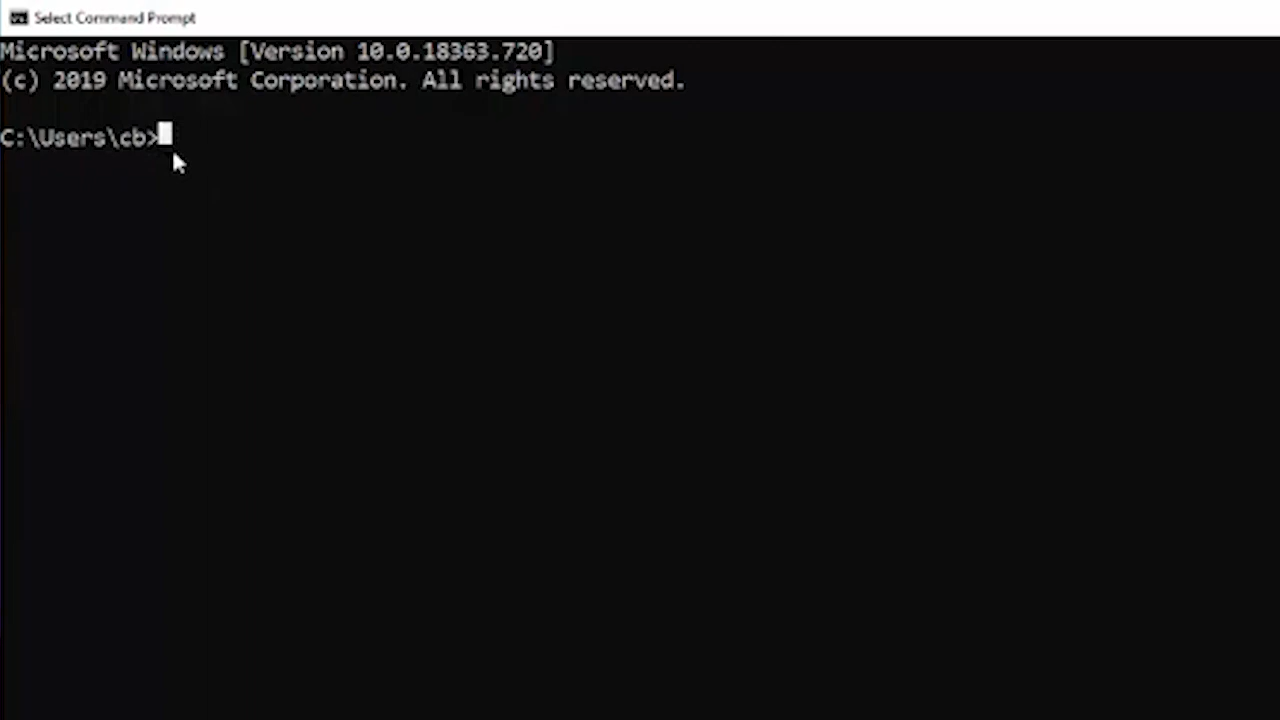 Select Command Prompt
Microsoft Windows [Version 10.0.18363.720]
(c) 2019 Microsoft Corporation. All rights reserved.
C:\Users\cb>